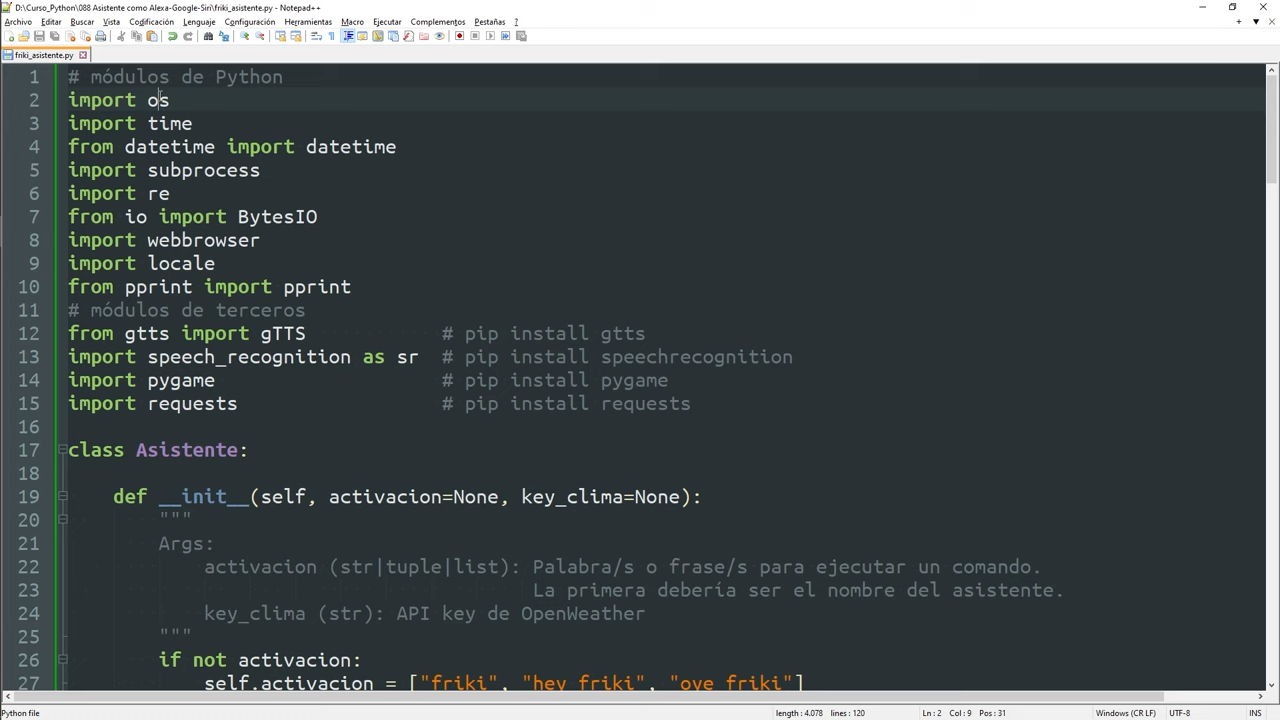 D:\Curso_Python\088 Asistente como Alexa-Google-Siri\friki_asistente.py - Notepad++
Archivo Editar Buscar Vista Codificación Lenguaje Configuración Herramientas Macro Ejecutar Complementos Pestañas ?
friki_asistente.py
1 # módulos de Python
2 import os
3 import time
4 from datetime import datetime
5 import subprocess
6 import re
7 from io import BytesIO
8 import webbrowser
9 import locale
10 from pprint import pprint
11 # módulos de terceros
12 from gtts import gTTS # pip install gtts
13 import speech_recognition as sr # pip install speechrecognition
14 import pygame # pip install pygame
15 import requests # pip install requests
16
17 class Asistente:
18
19 def __init__(self, activacion=None, key_clima=None):
20 """
21 Args:
22 activacion (str|tuple|list): Palabra/s o frase/s para ejecutar un comando.
23 La primera debería ser el nombre del asistente.
24 key_clima (str): API key de OpenWeather
25 """
26 if not activacion:
27 self.activacion = ["friki", "hey friki", "oye friki"]
Python file length : 4.078 lines : 120 Ln : 2 Col : 9 Pos : 31 Windows (CR LF) UTF-8 INS